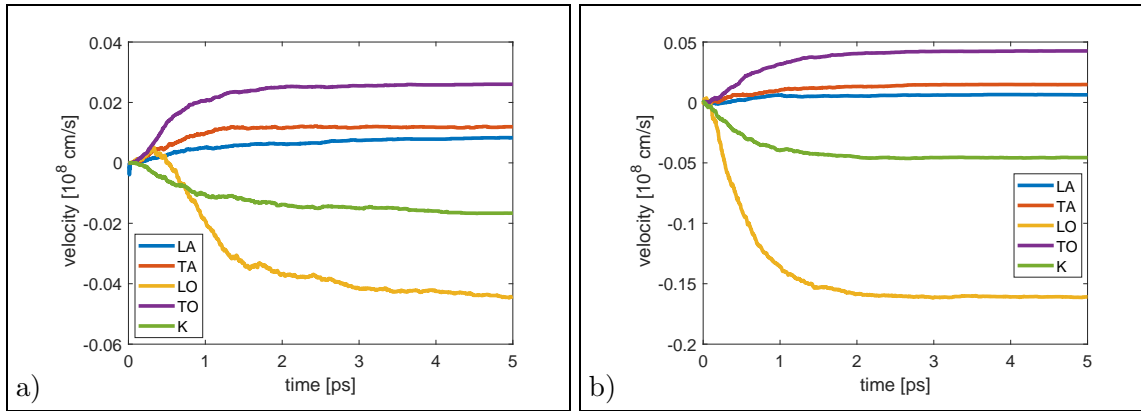 0.04
0.02
0
-0.02
-0.04
-0.06
velocity [10^8 cm/s]
LA
TA
LO
TO
K
0 1 2 3 4 5
time [ps]
a)
0.05
0
-0.05
-0.1
-0.15
-0.2
velocity [10^8 cm/s]
LA
TA
LO
TO
K
0 1 2 3 4 5
time [ps]
b)